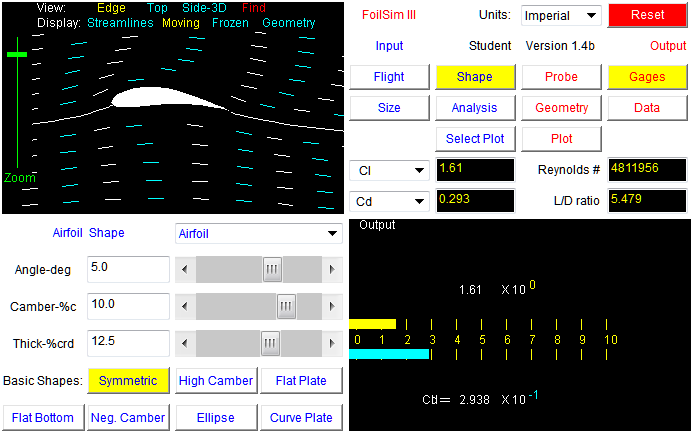 View: Edge Top Side-3D Find
Display: Streamlines Moving Frozen Geometry
Zoom
FoilSim III Units: Imperial Reset
Input Student Version 1.4b Output
Flight Shape Probe Gages
Size Analysis Geometry Data
Select Plot Plot
Cl 1.61 Reynolds # 4811956
Cd 0.293 L/D ratio 5.479
Airfoil Shape Airfoil
Angle-deg 5.0
Camber-%c 10.0
Thick-%crd 12.5
Basic Shapes: Symmetric High Camber Flat Plate
Flat Bottom Neg. Camber Ellipse Curve Plate
Output
1.61 X 10 0
0 1 2 3 4 5 6 7 8 9 10
= 2.938 X 10 -1